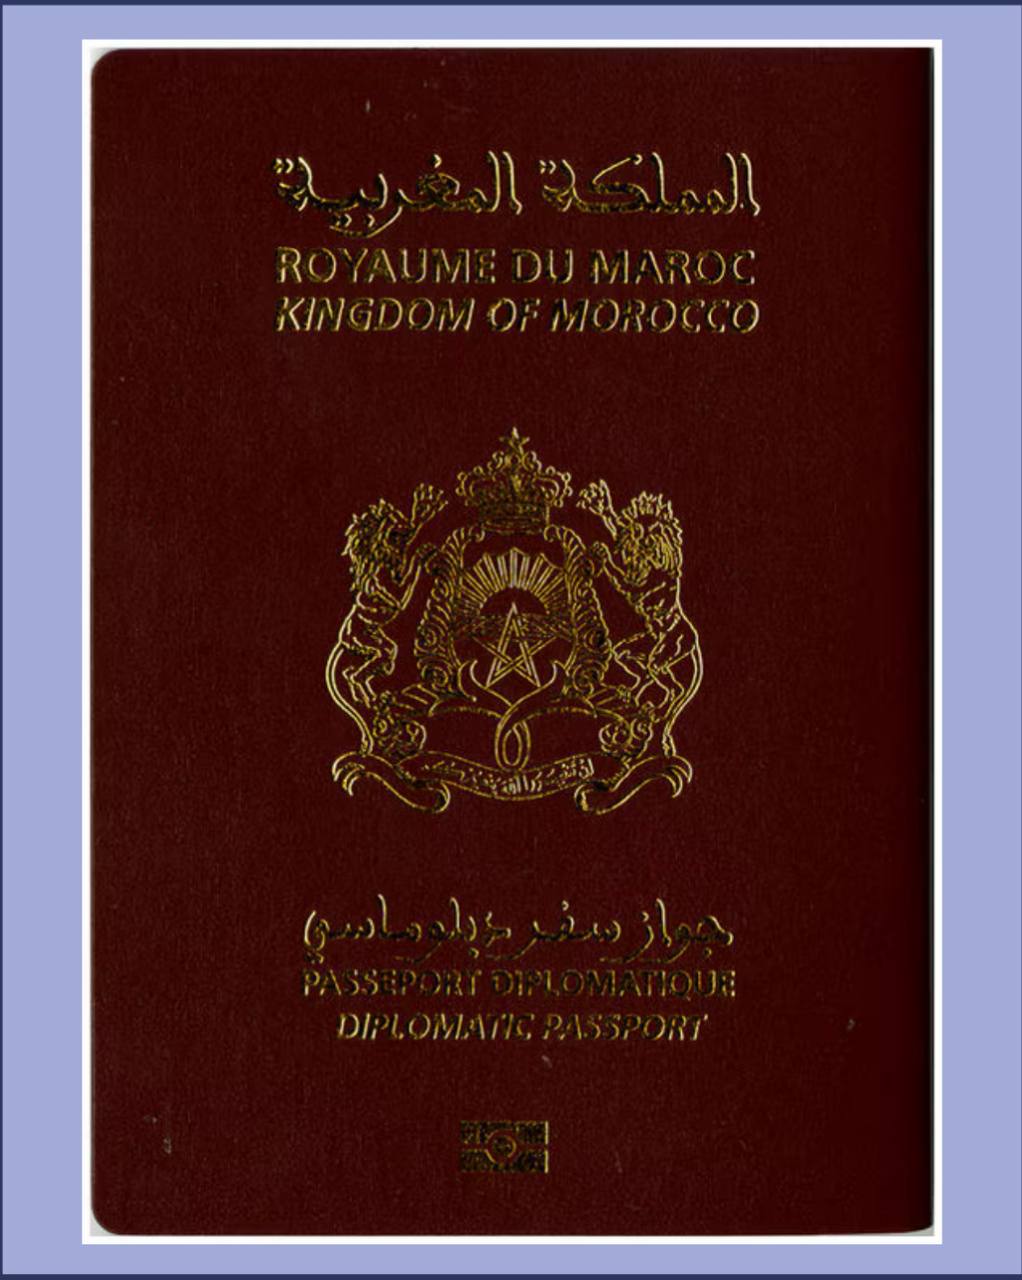 المملكة المغربية
ROYAUME DU MAROC
KINGDOM OF MOROCCO
جواز سفر دبلوماسي
PASSEPORT DIPLOMATIQUE
DIPLOMATIC PASSPORT